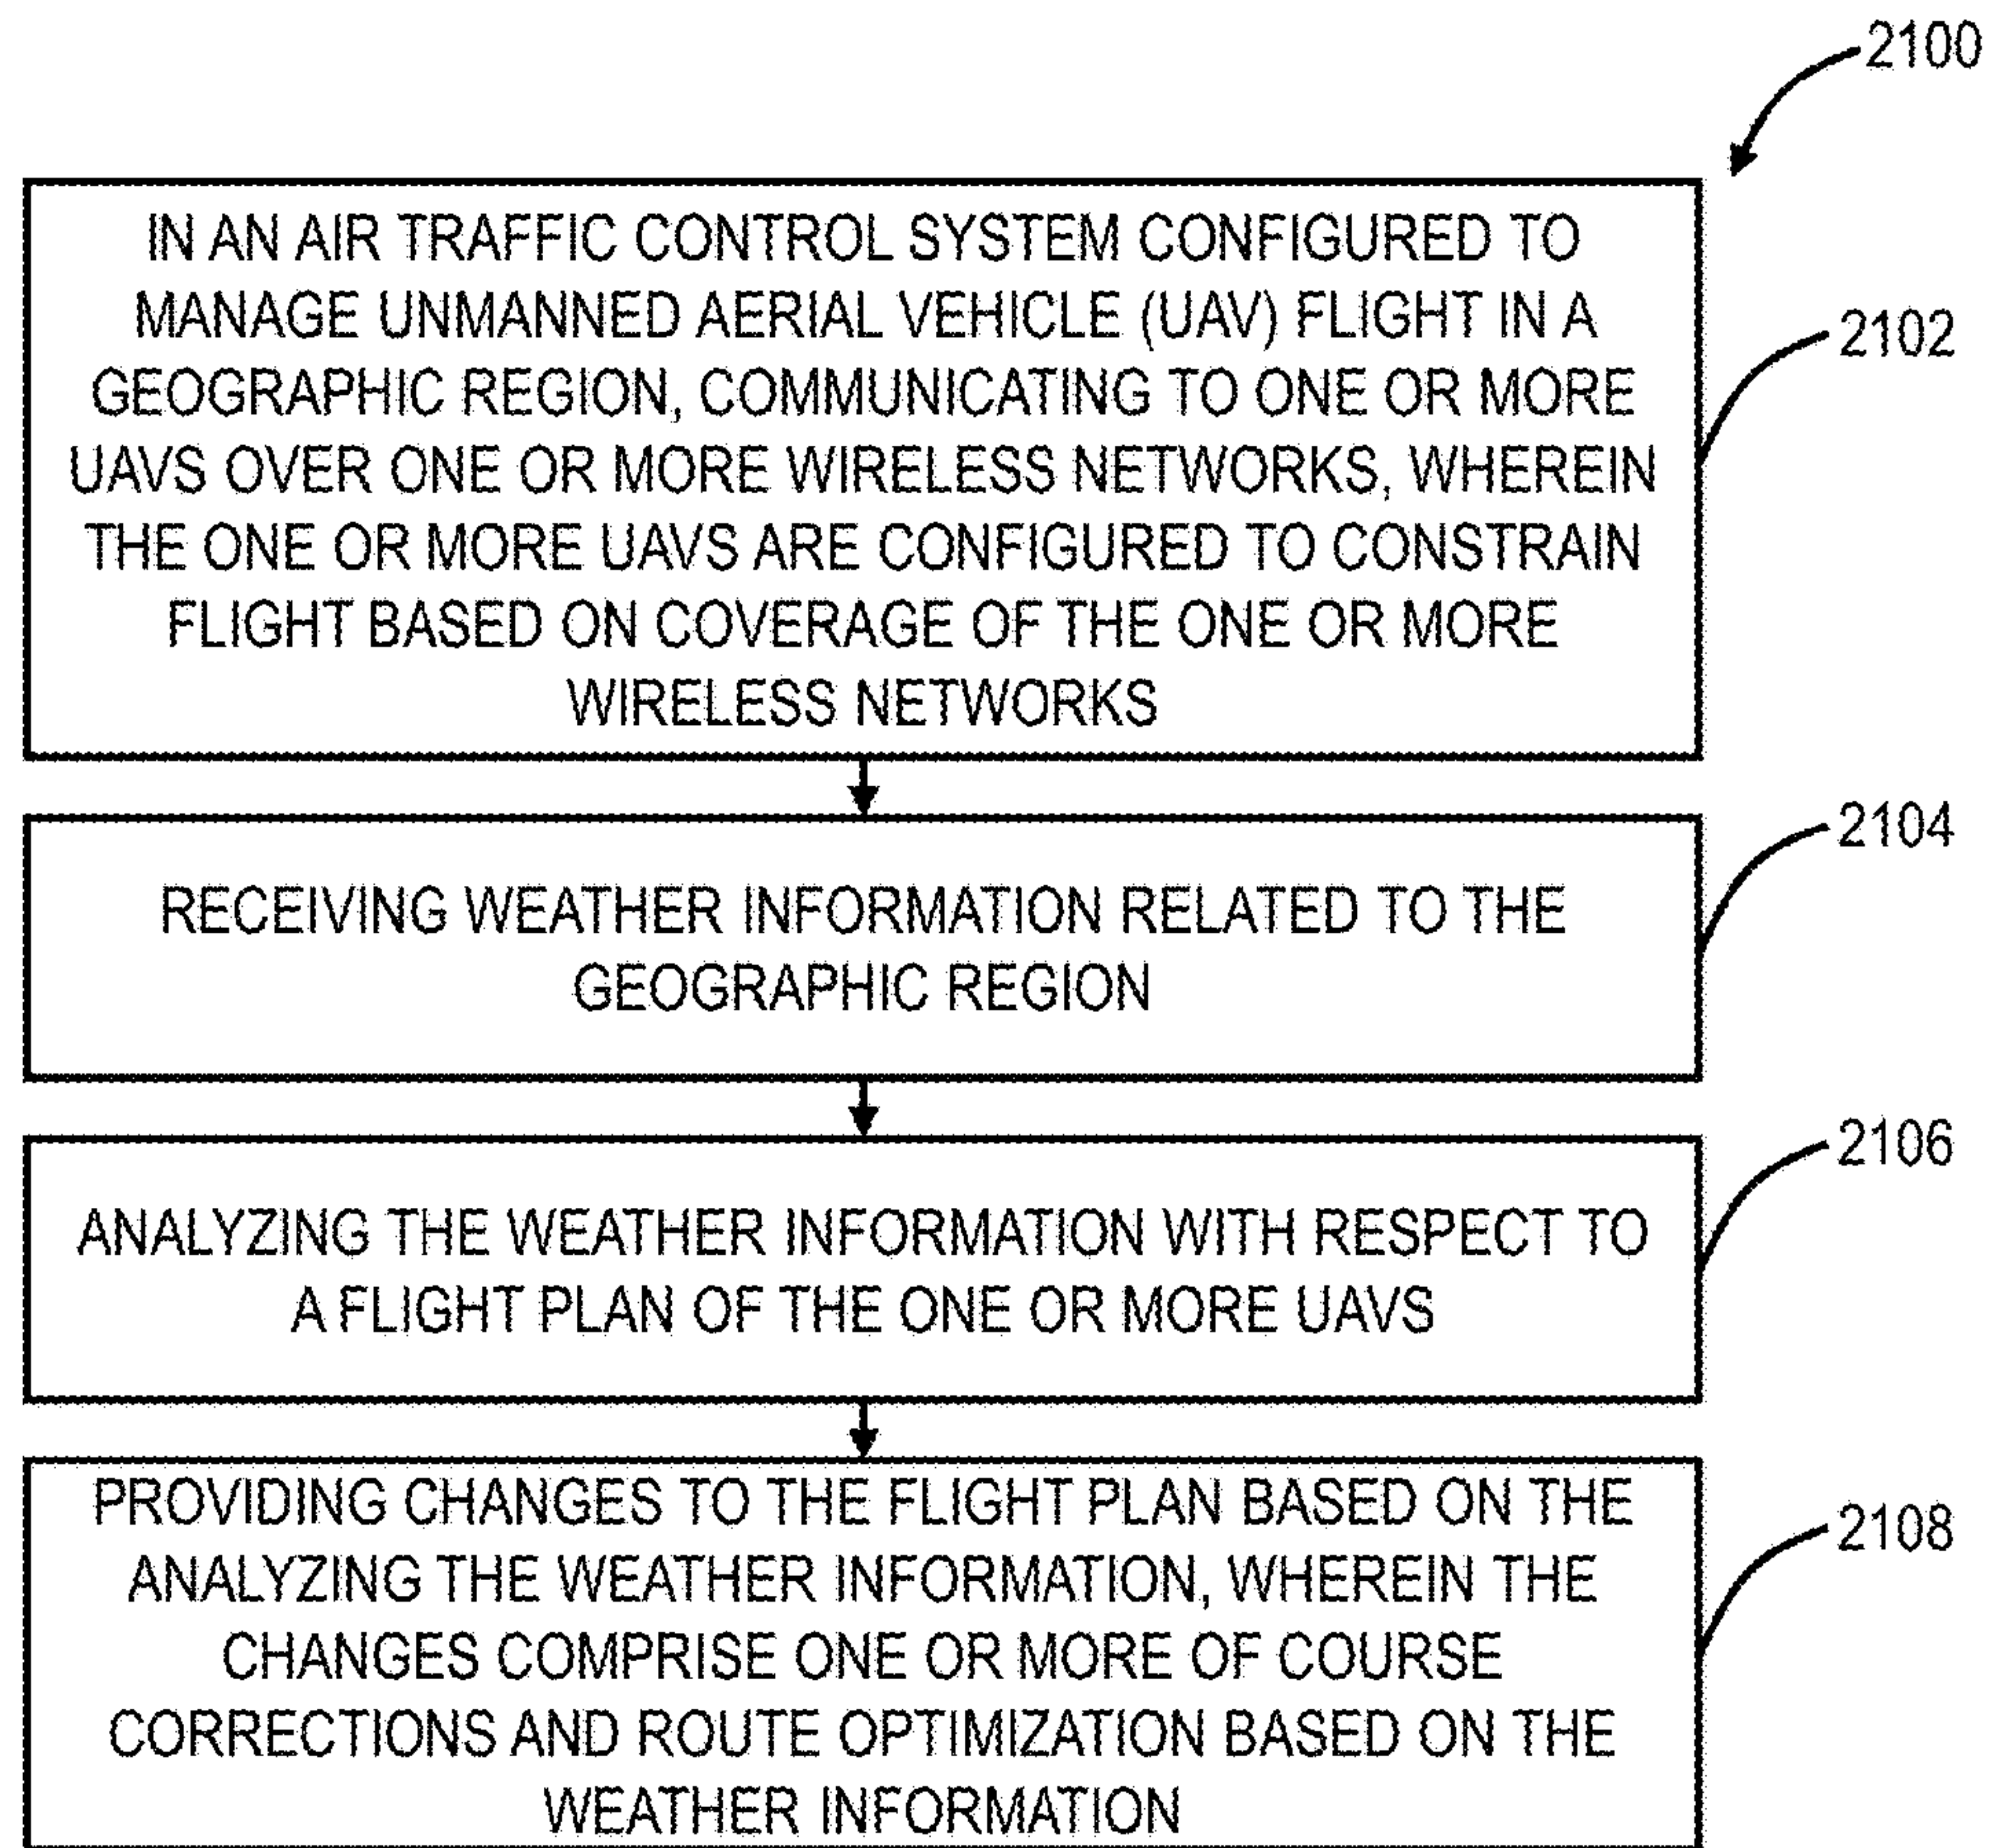 2100
IN AN AIR TRAFFIC CONTROL SYSTEM CONFIGURED TO
MANAGE UNMANNED AERIAL VEHICLE (UAV) FLIGHT IN A
GEOGRAPHIC REGION, COMMUNICATING TO ONE OR MORE
UAVS OVER ONE OR MORE WIRELESS NETWORKS, WHEREIN
THE ONE OR MORE UAVS ARE CONFIGURED TO CONSTRAIN
FLIGHT BASED ON COVERAGE OF THE ONE OR MORE
WIRELESS NETWORKS
2102
RECEIVING WEATHER INFORMATION RELATED TO THE
GEOGRAPHIC REGION
2104
ANALYZING THE WEATHER INFORMATION WITH RESPECT TO
A FLIGHT PLAN OF THE ONE OR MORE UAVS
2106
PROVIDING CHANGES TO THE FLIGHT PLAN BASED ON THE
ANALYZING THE WEATHER INFORMATION, WHEREIN THE
CHANGES COMPRISE ONE OR MORE OF COURSE
CORRECTIONS AND ROUTE OPTIMIZATION BASED ON THE
WEATHER INFORMATION
2108